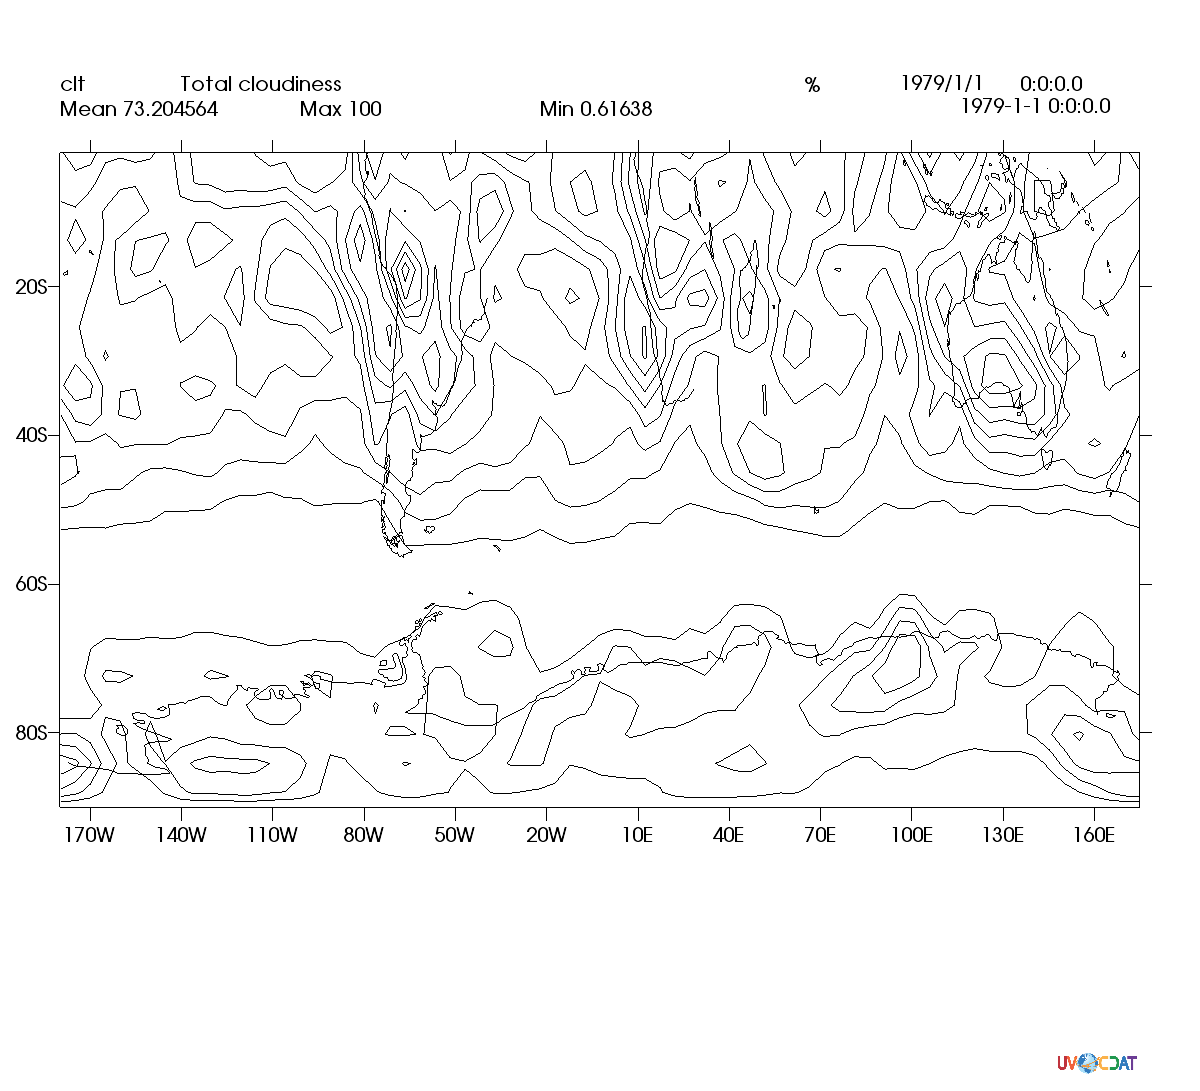 clt Total cloudiness % 1979/1/1 0:0:0.0
Mean 73.204564 Max 100 Min 0.61638 1979-1-1 0:0:0.0
20S
40S
60S
80S
170W 140W 110W 80W 50W 20W 10E 40E 70E 100E 130E 160E
UVCDAT